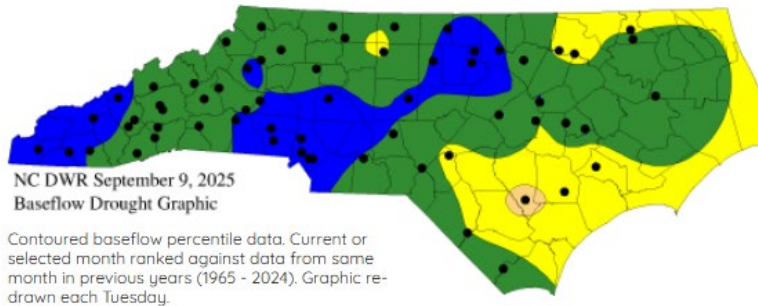 NC DWR September 9, 2025
Baseflow Drought Graphic
Contoured baseflow percentile data. Current or
selected month ranked against data from same
month in previous years (1965 - 2024). Graphic re-
drawn each Tuesday.